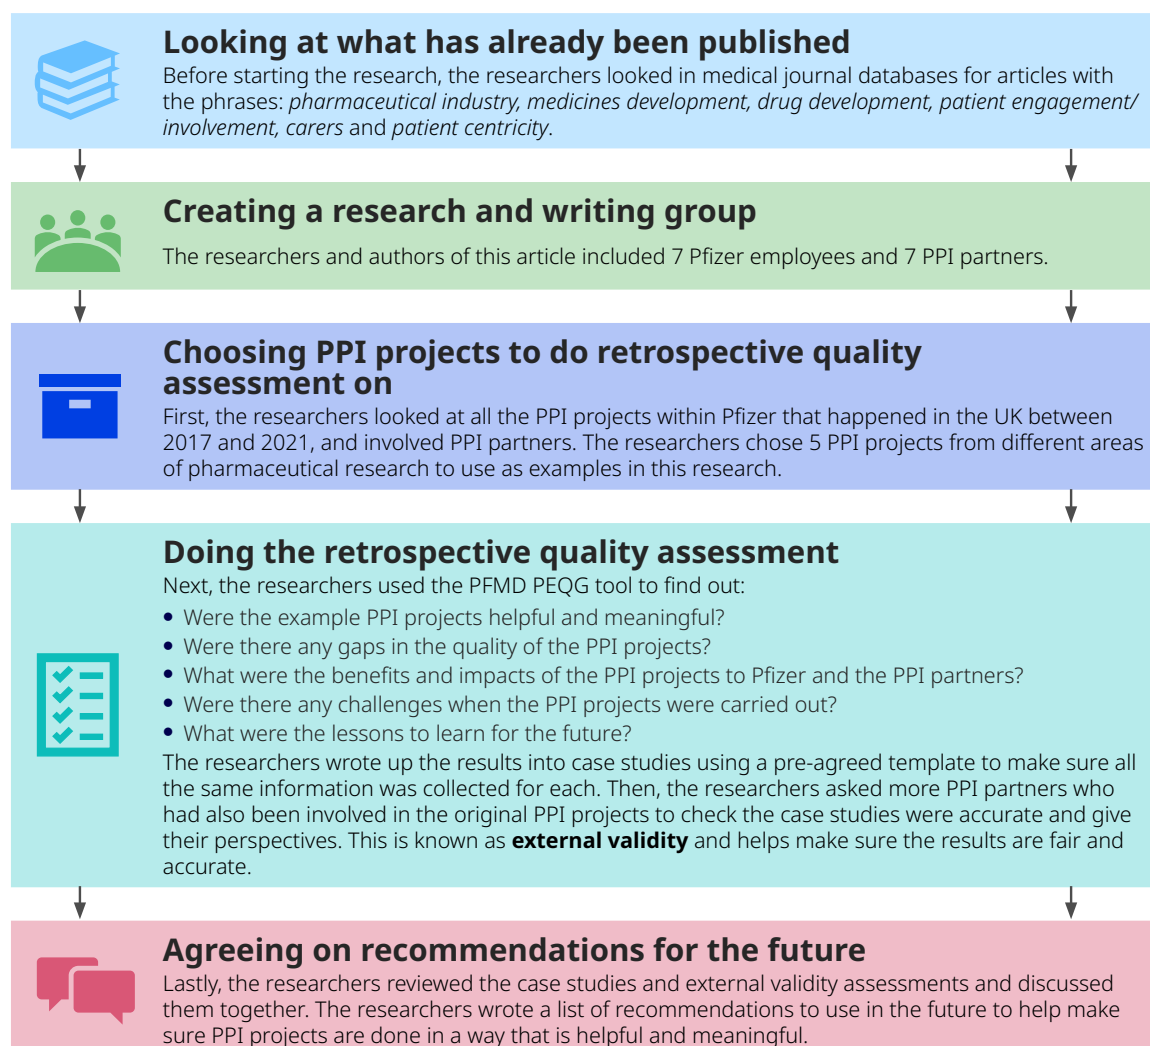 Looking at what has already been published
Before starting the research, the researchers looked in medical journal databases for articles with
the phrases: pharmaceutical industry, medicines development, drug development, patient engagement/
involvement, carers and patient centricity.
Creating a research and writing group
The researchers and authors of this article included 7 Pfizer employees and 7 PPI partners.
Choosing PPI projects to do retrospective quality
assessment on
First, the researchers looked at all the PPI projects within Pfizer that happened in the UK between
2017 and 2021, and involved PPI partners. The researchers chose 5 PPI projects from different areas
of pharmaceutical research to use as examples in this research.
Doing the retrospective quality assessment
Next, the researchers used the PFMD PEQG tool to find out:
• Were the example PPI projects helpful and meaningful?
• Were there any gaps in the quality of the PPI projects?
• What were the benefits and impacts of the PPI projects to Pfizer and the PPI partners?
• Were there any challenges when the PPI projects were carried out?
• What were the lessons to learn for the future?
The researchers wrote up the results into case studies using a pre-agreed template to make sure all
the same information was collected for each. Then, the researchers asked more PPI partners who
had also been involved in the original PPI projects to check the case studies were accurate and give
their perspectives. This is known as external validity and helps make sure the results are fair and
accurate.
Agreeing on recommendations for the future
Lastly, the researchers reviewed the case studies and external validity assessments and discussed
them together. The researchers wrote a list of recommendations to use in the future to help make
sure PPI projects are done in a way that is helpful and meaningful.